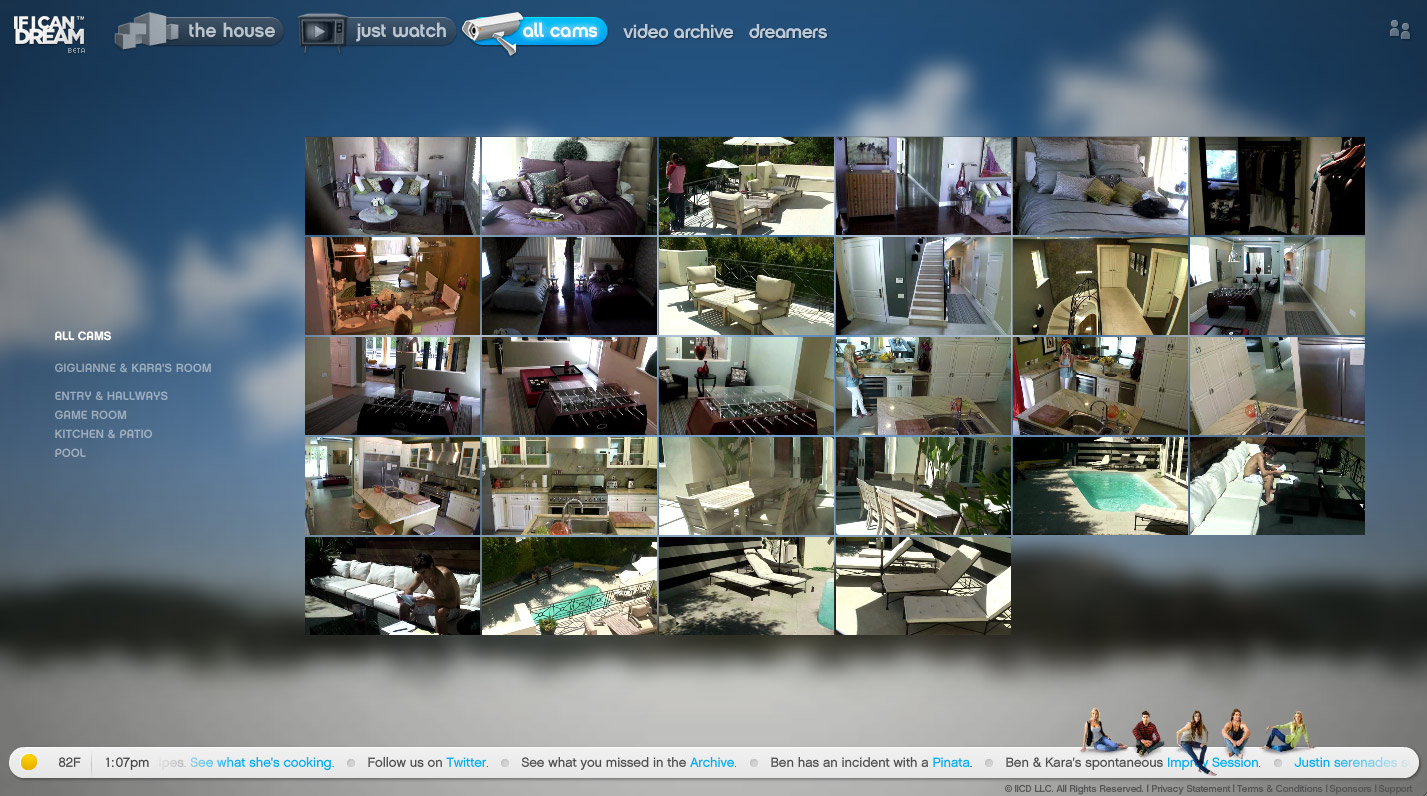 IF I CAN DREAM™
BETA
the house
just watch
all cams
video archive
dreamers
ALL CAMS
GIGLIANNE & KARA'S ROOM
ENTRY & HALLWAYS
GAME ROOM
KITCHEN & PATIO
POOL
82F
1:07pm
ipes. See what she's cooking.
Follow us on Twitter.
See what you missed in the Archive.
Ben has an incident with a Pinata.
Ben & Kara's spontaneous Improv Session.
Justin serenades
© IICD LLC. All Rights Reserved. | Privacy Statement | Terms & Conditions | Sponsors | Support.